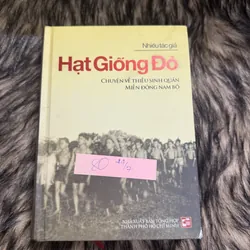 Nhiều tác giả
Hạt Giống Đỏ
CHUYỆN VỀ THIẾU SINH QUÂN
MIỀN ĐÔNG NAM BỘ
80
NHÀ XUẤT BẢN TỔNG HỢP
THÀNH PHỐ HỒ CHÍ MINH